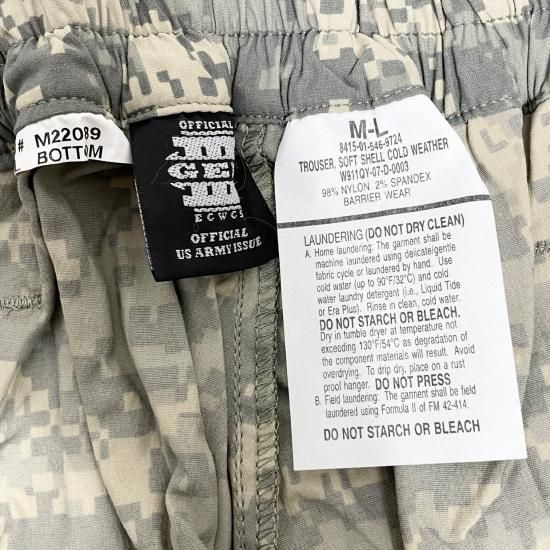 # M22089
BOTTOM
OFFICIAL
GEN
III
ECWCS
OFFICIAL
US ARMY ISSUE
M-L
8415-01-546-9724
TROUSER, SOFT SHELL COLD WEATHER
W911QY-07-D-0003
98% NYLON 2% SPANDEX
BARRIER WEAR
LAUNDERING (DO NOT DRY CLEAN)
A. Home laundering: The garment shall be
machine laundered using delicate/gentle
fabric cycle or laundered by hand. Use
cold water (up to 90°F/32°C) and cold
water laundry detergent (i.e., Liquid Tide
or Era Plus). Rinse in clean, cold water.
DO NOT STARCH OR BLEACH.
Dry in tumble dryer at temperature not
exceeding 130°F/54°C as degradation of
the component materials will result. Avoid
overdrying. To drip dry, place on a rust
proof hanger. DO NOT PRESS
B. Field laundering: The garment shall be field
laundered using Formula II of FM 42-414.
DO NOT STARCH OR BLEACH